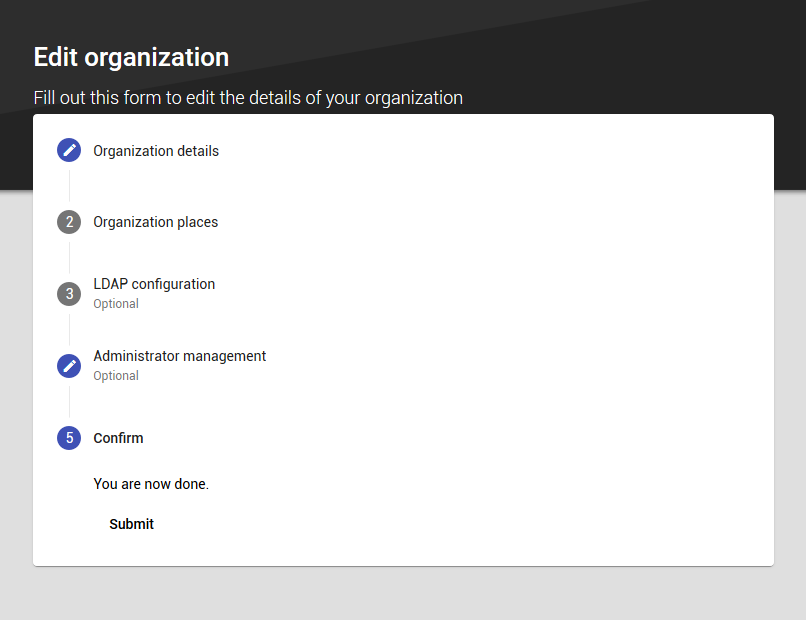 Edit organization
Fill out this form to edit the details of your organization
Organization details
2 Organization places
3 LDAP configuration
Optional
Administrator management
Optional
5 Confirm
You are now done.
Submit